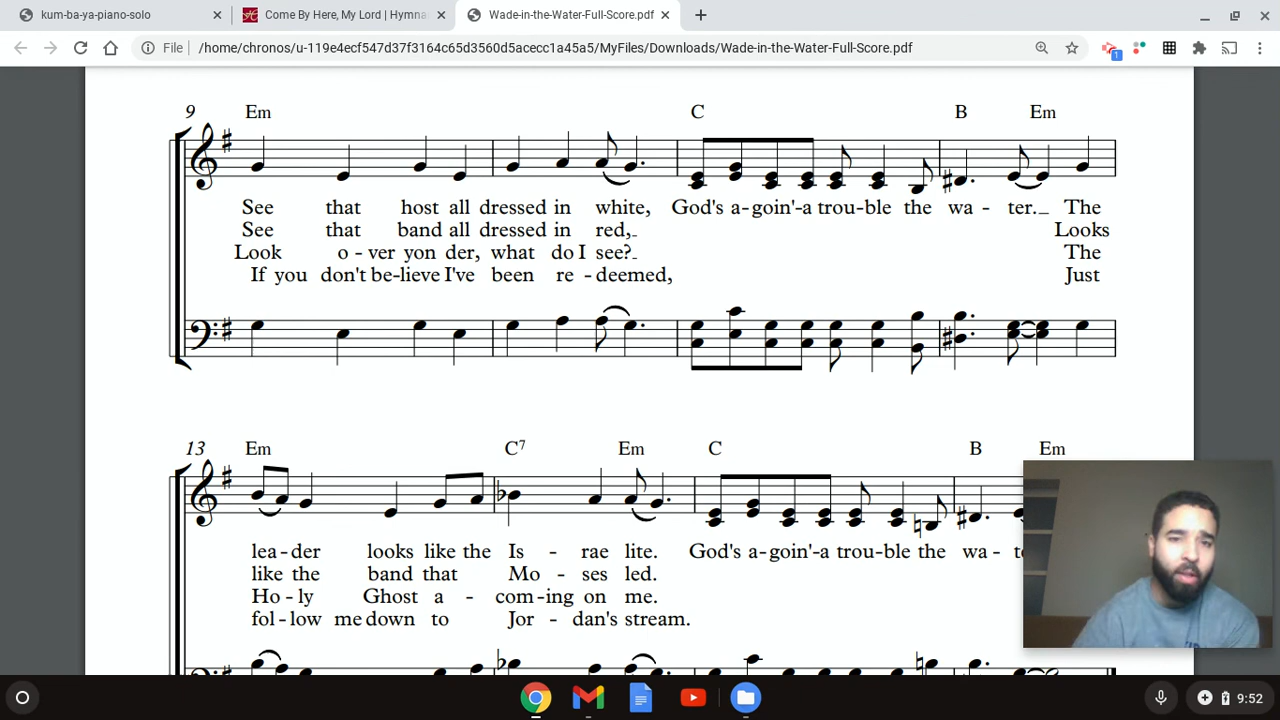 kum-ba-ya-piano-solo
Come By Here, My Lord | Hymna
Wade-in-the-Water-Full-Score.pdf
File /home/chronos/u-119e4ecf547d37f3164c65d3560d5acecc1a45a5/MyFiles/Downloads/Wade-in-the-Water-Full-Score.pdf
1
9 Em C B Em
See that host all dressed in white, God's a-goin'-a trou-ble the wa - ter. The
See that band all dressed in red, Looks
Look o - ver yon der, what do I see? The
If you don't be-lieve I've been re - deemed, Just
13 Em C7 Em C B Em
lea - der looks like the Is - rae lite. God's a-goin'-a trou-ble the wa -
like the band that Mo - ses led.
Ho - ly Ghost a - com-ing on me.
fol - low me down to Jor - dan's stream.
9:52